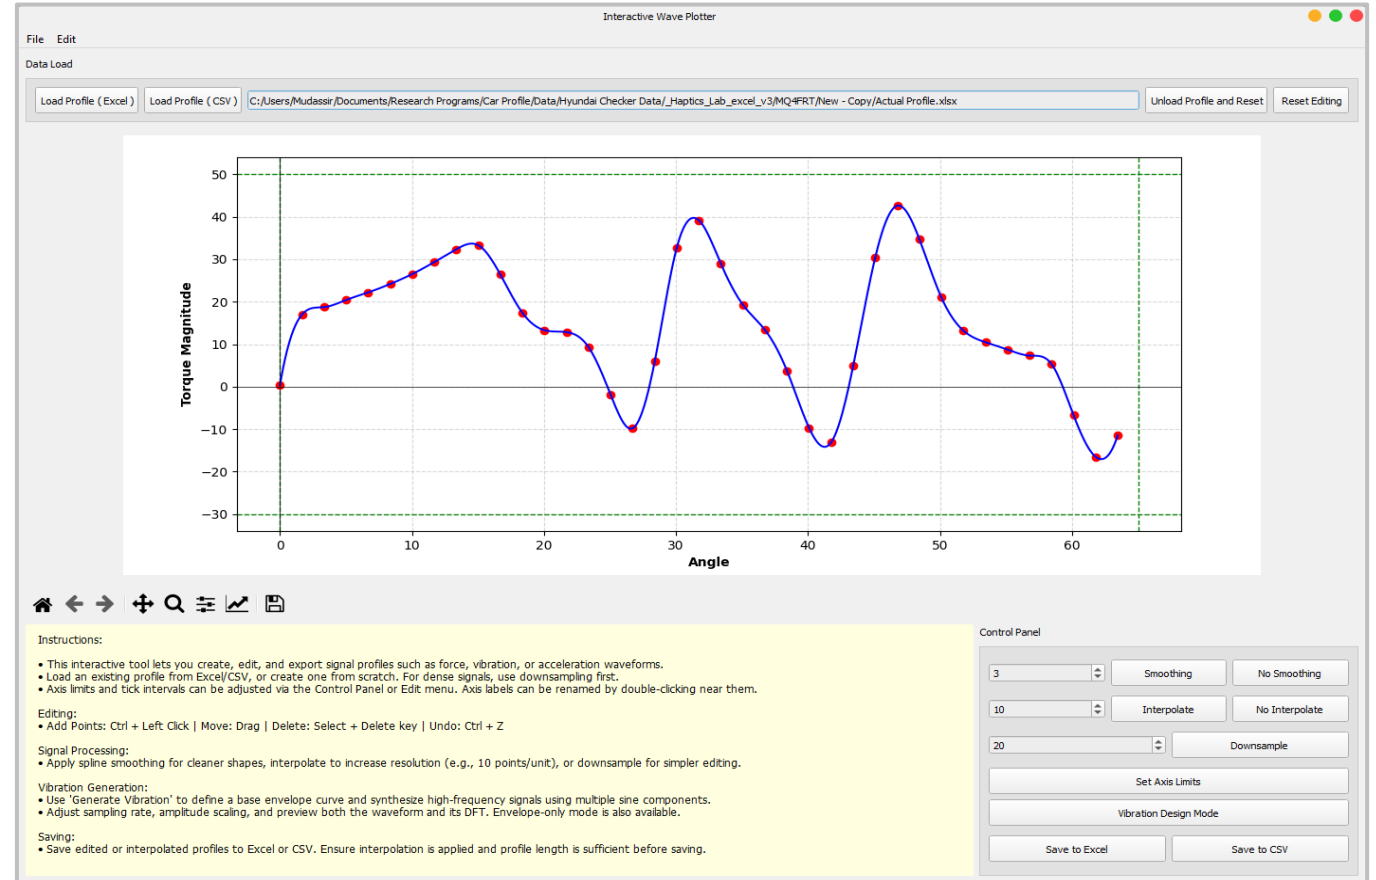 Interactive Wave Plotter
File Edit
Data Load
Load Profile ( Excel ) Load Profile ( CSV ) C:/Users/Mudassir/Documents/Research Programs/Car Profile/Data/Hyundai Checker Data/_Haptics_Lab_excel_v3/MQ4FRT/New - Copy/Actual Profile.xlsx Unload Profile and Reset Reset Editing
50
40
30
20
10
0
−10
−20
−30
Torque Magnitude
0 10 20 30 40 50 60
Angle
Instructions:
• This interactive tool lets you create, edit, and export signal profiles such as force, vibration, or acceleration waveforms.
• Load an existing profile from Excel/CSV, or create one from scratch. For dense signals, use downsampling first.
• Axis limits and tick intervals can be adjusted via the Control Panel or Edit menu. Axis labels can be renamed by double-clicking near them.
Editing:
• Add Points: Ctrl + Left Click | Move: Drag | Delete: Select + Delete key | Undo: Ctrl + Z
Signal Processing:
• Apply spline smoothing for cleaner shapes, interpolate to increase resolution (e.g., 10 points/unit), or downsample for simpler editing.
Vibration Generation:
• Use 'Generate Vibration' to define a base envelope curve and synthesize high-frequency signals using multiple sine components.
• Adjust sampling rate, amplitude scaling, and preview both the waveform and its DFT. Envelope-only mode is also available.
Saving:
• Save edited or interpolated profiles to Excel or CSV. Ensure interpolation is applied and profile length is sufficient before saving.
Control Panel
3 Smoothing No Smoothing
10 Interpolate No Interpolate
20 Downsample
Set Axis Limits
Vibration Design Mode
Save to Excel Save to CSV